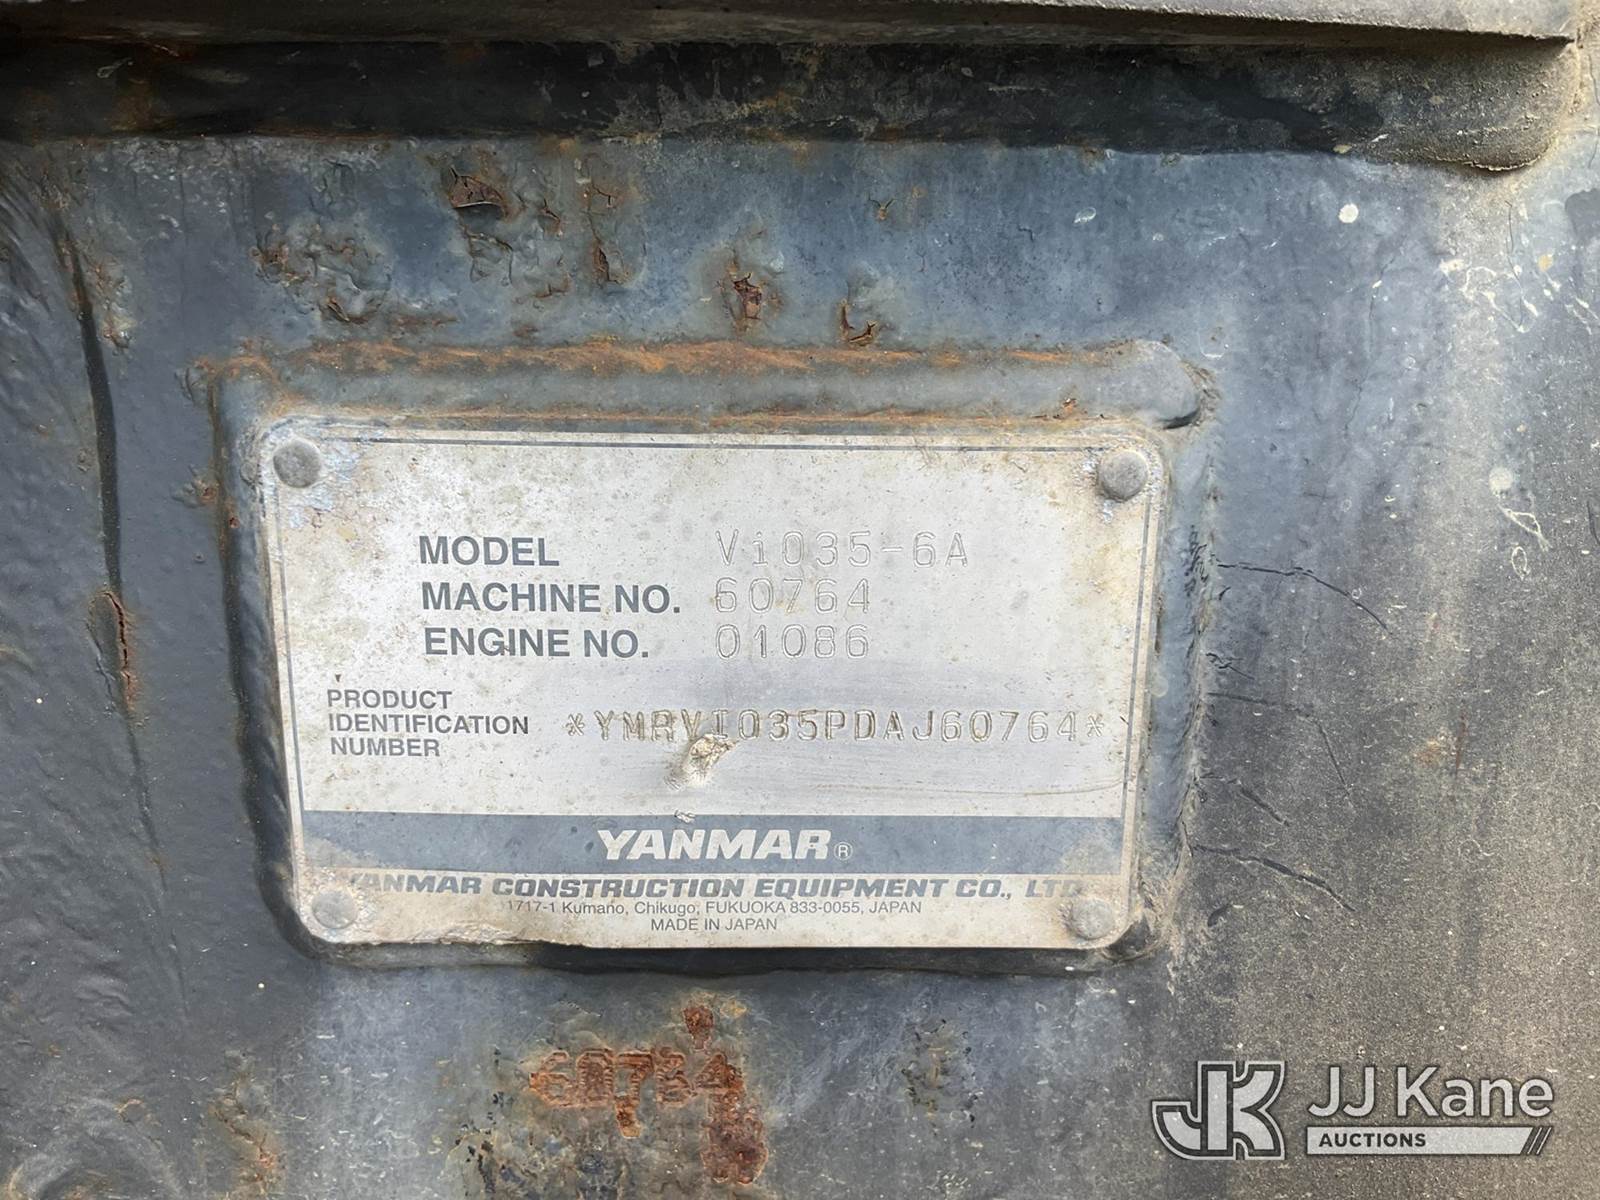 MODEL ViO35-6A
MACHINE NO. 60764
ENGINE NO. 01086
PRODUCT
IDENTIFICATION
NUMBER
*YMRVIO35PDAJ60764*
YANMAR®
YANMAR CONSTRUCTION EQUIPMENT CO., LTD.
1717-1 Kumano, Chikugo, FUKUOKA 833-0055, JAPAN
MADE IN JAPAN
JK JJ Kane
AUCTIONS